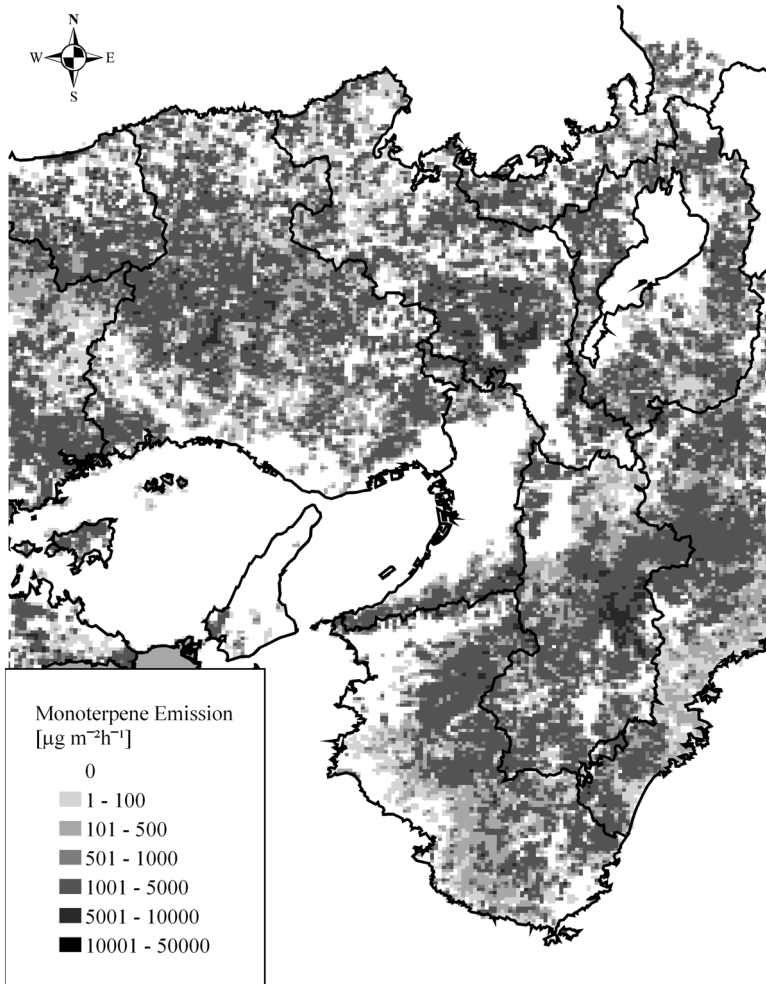 N
W E
S
Monoterpene Emission
[µg m⁻²h⁻¹]
0
1 - 100
101 - 500
501 - 1000
1001 - 5000
5001 - 10000
10001 - 50000